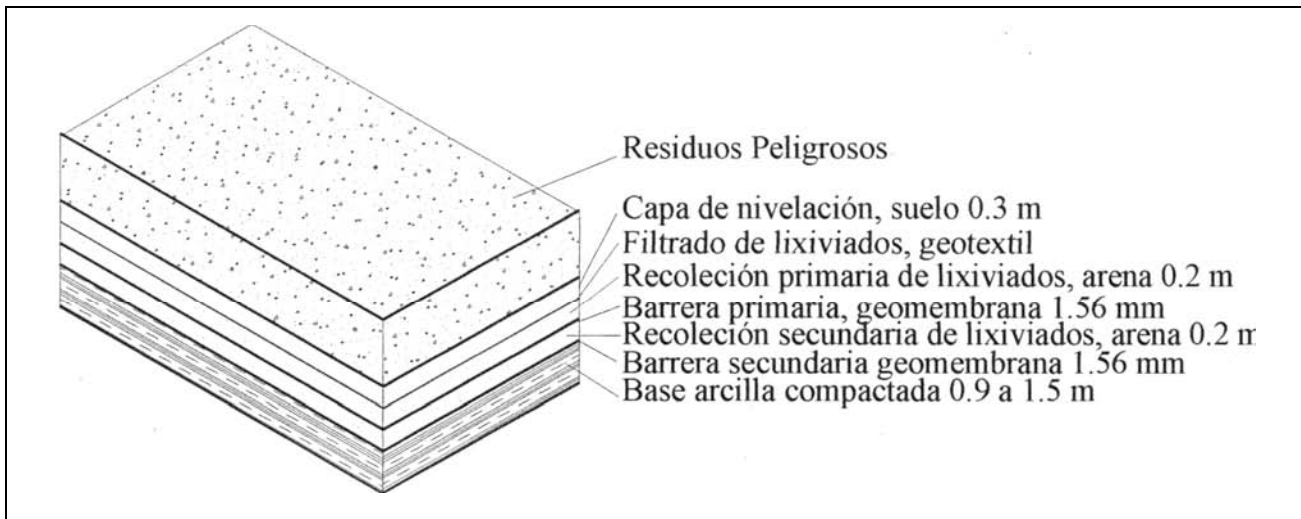 Residuos Peligrosos
Capa de nivelación, suelo 0.3 m
Filtrado de lixiviados, geotextil
Recoleción primaria de lixiviados, arena 0.2 m
Barrera primaria, geomembrana 1.56 mm
Recoleción secundaria de lixiviados, arena 0.2 m
Barrera secundaria geomembrana 1.56 mm
Base arcilla compactada 0.9 a 1.5 m